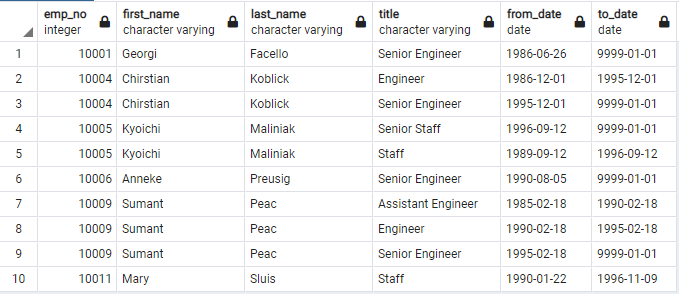 emp_no first_name last_name title from_date to_date
integer character varying character varying character varying date date
1 10001 Georgi Facello Senior Engineer 1986-06-26 9999-01-01
2 10004 Chirstian Koblick Engineer 1986-12-01 1995-12-01
3 10004 Chirstian Koblick Senior Engineer 1995-12-01 9999-01-01
4 10005 Kyoichi Maliniak Senior Staff 1996-09-12 9999-01-01
5 10005 Kyoichi Maliniak Staff 1989-09-12 1996-09-12
6 10006 Anneke Preusig Senior Engineer 1990-08-05 9999-01-01
7 10009 Sumant Peac Assistant Engineer 1985-02-18 1990-02-18
8 10009 Sumant Peac Engineer 1990-02-18 1995-02-18
9 10009 Sumant Peac Senior Engineer 1995-02-18 9999-01-01
10 10011 Mary Sluis Staff 1990-01-22 1996-11-09